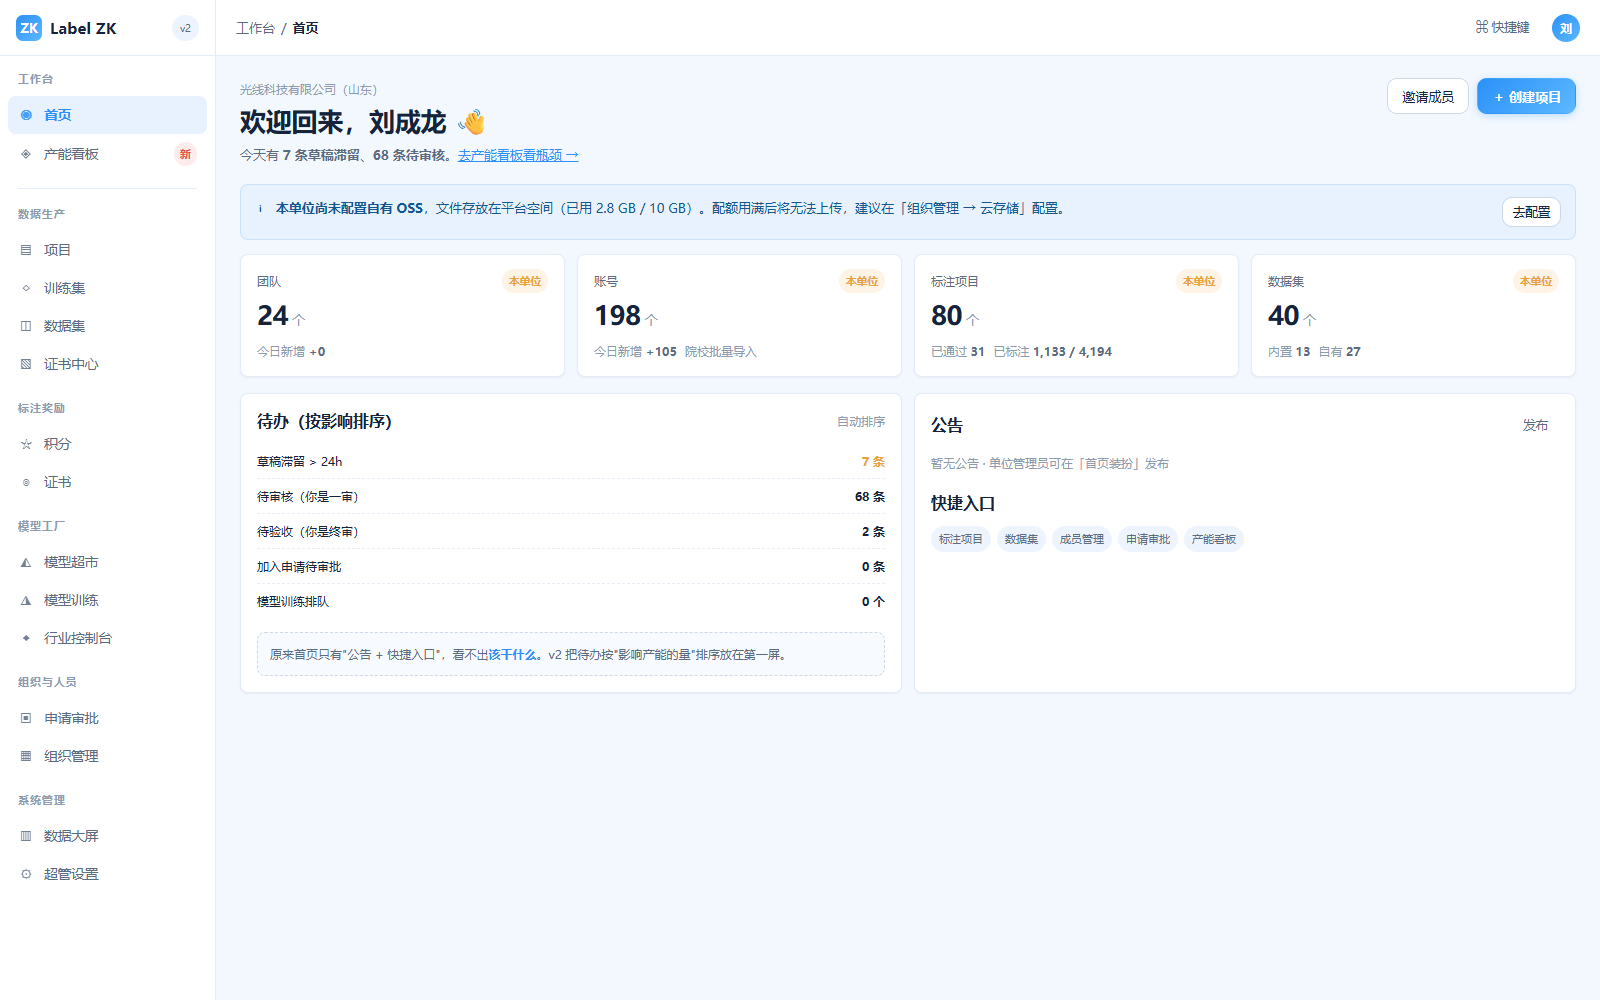 ZK Label ZK v2
工作台 / 首页
⌘ 快捷键
刘
工作台
首页
产能看板 新
数据生产
项目
训练集
数据集
证书中心
标注奖励
积分
证书
模型工厂
模型超市
模型训练
行业控制台
组织与人员
申请审批
组织管理
系统管理
数据大屏
超管设置
光线科技有限公司（山东）
欢迎回来，刘成龙 👋
今天有 7 条草稿滞留、68 条待审核。去产能看板看瓶颈 →
邀请成员
+ 创建项目
i 本单位尚未配置自有 OSS，文件存放在平台空间（已用 2.8 GB / 10 GB）。配额用满后将无法上传，建议在「组织管理 → 云存储」配置。
去配置
团队 本单位
24 个
今日新增 +0
账号 本单位
198 个
今日新增 +105 院校批量导入
标注项目 本单位
80 个
已通过 31 已标注 1,133 / 4,194
数据集 本单位
40 个
内置 13 自有 27
待办（按影响排序） 自动排序
草稿滞留 > 24h 7 条
待审核（你是一审） 68 条
待验收（你是终审） 2 条
加入申请待审批 0 条
模型训练排队 0 个
原来首页只有"公告 + 快捷入口"，看不出该干什么。v2 把待办按"影响产能的量"排序放在第一屏。
公告 发布
暂无公告 · 单位管理员可在「首页装扮」发布
快捷入口
标注项目 数据集 成员管理 申请审批 产能看板